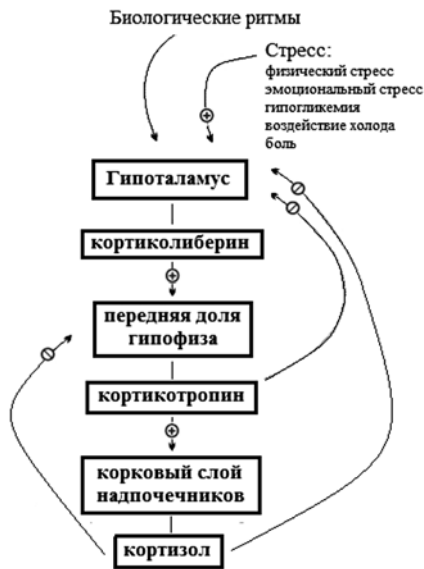 Биологические ритмы
Стресс:
физический стресс
эмоциональный стресс
гипогликемия
воздействие холода
боль
Гипоталамус
кортиколиберин
передняя доля
гипофиза
кортикотропин
корковый слой
надпочечников
кортизол